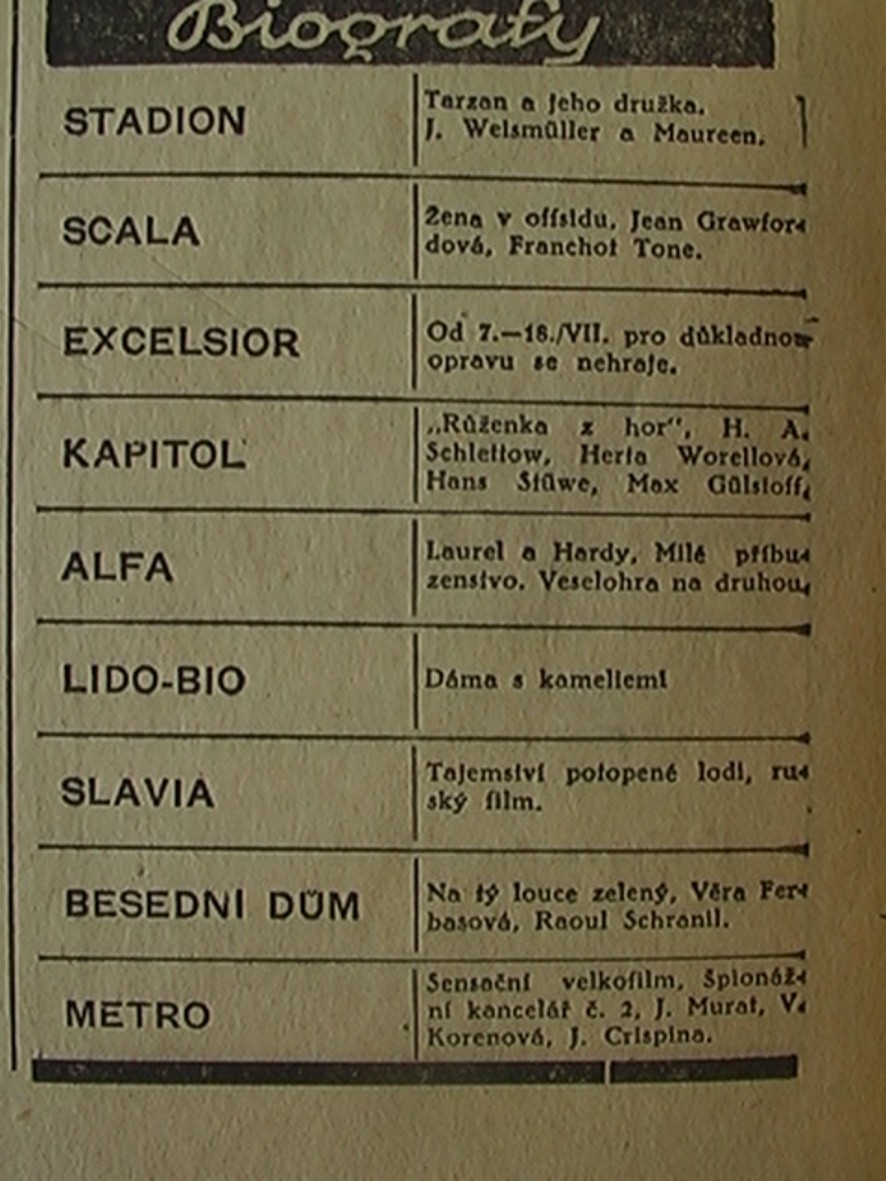 Biografy
STADION
Tarzan a jeho družka.
J. Weismüller a Maureen.
SCALA
Žena v offsidu, Jean Grawfor-
dová, Franchot Tone.
EXCELSIOR
Od 7.—18./VII. pro důkladnou
opravu se nehraje.
KAPITOL
„Růženka z hor“, H. A.
Schlettow, Herta Worellová,
Hans Stüwe, Max Gülstoff,
ALFA
Laurel a Hardy, Milé příbu-
zenstvo. Veselohra na druhou,
LIDO-BIO
Dáma s kameliemi
SLAVIA
Tajemství potopené lodi, ru-
ský film.
BESEDNÍ DŮM
Na tý louce zelený, Věra Fer-
basová, Raoul Schránil.
METRO
Sensační velkofilm, Špionáž-
ní kancelář č. 2, J. Murat, V.
Korenová, J. Crispina.